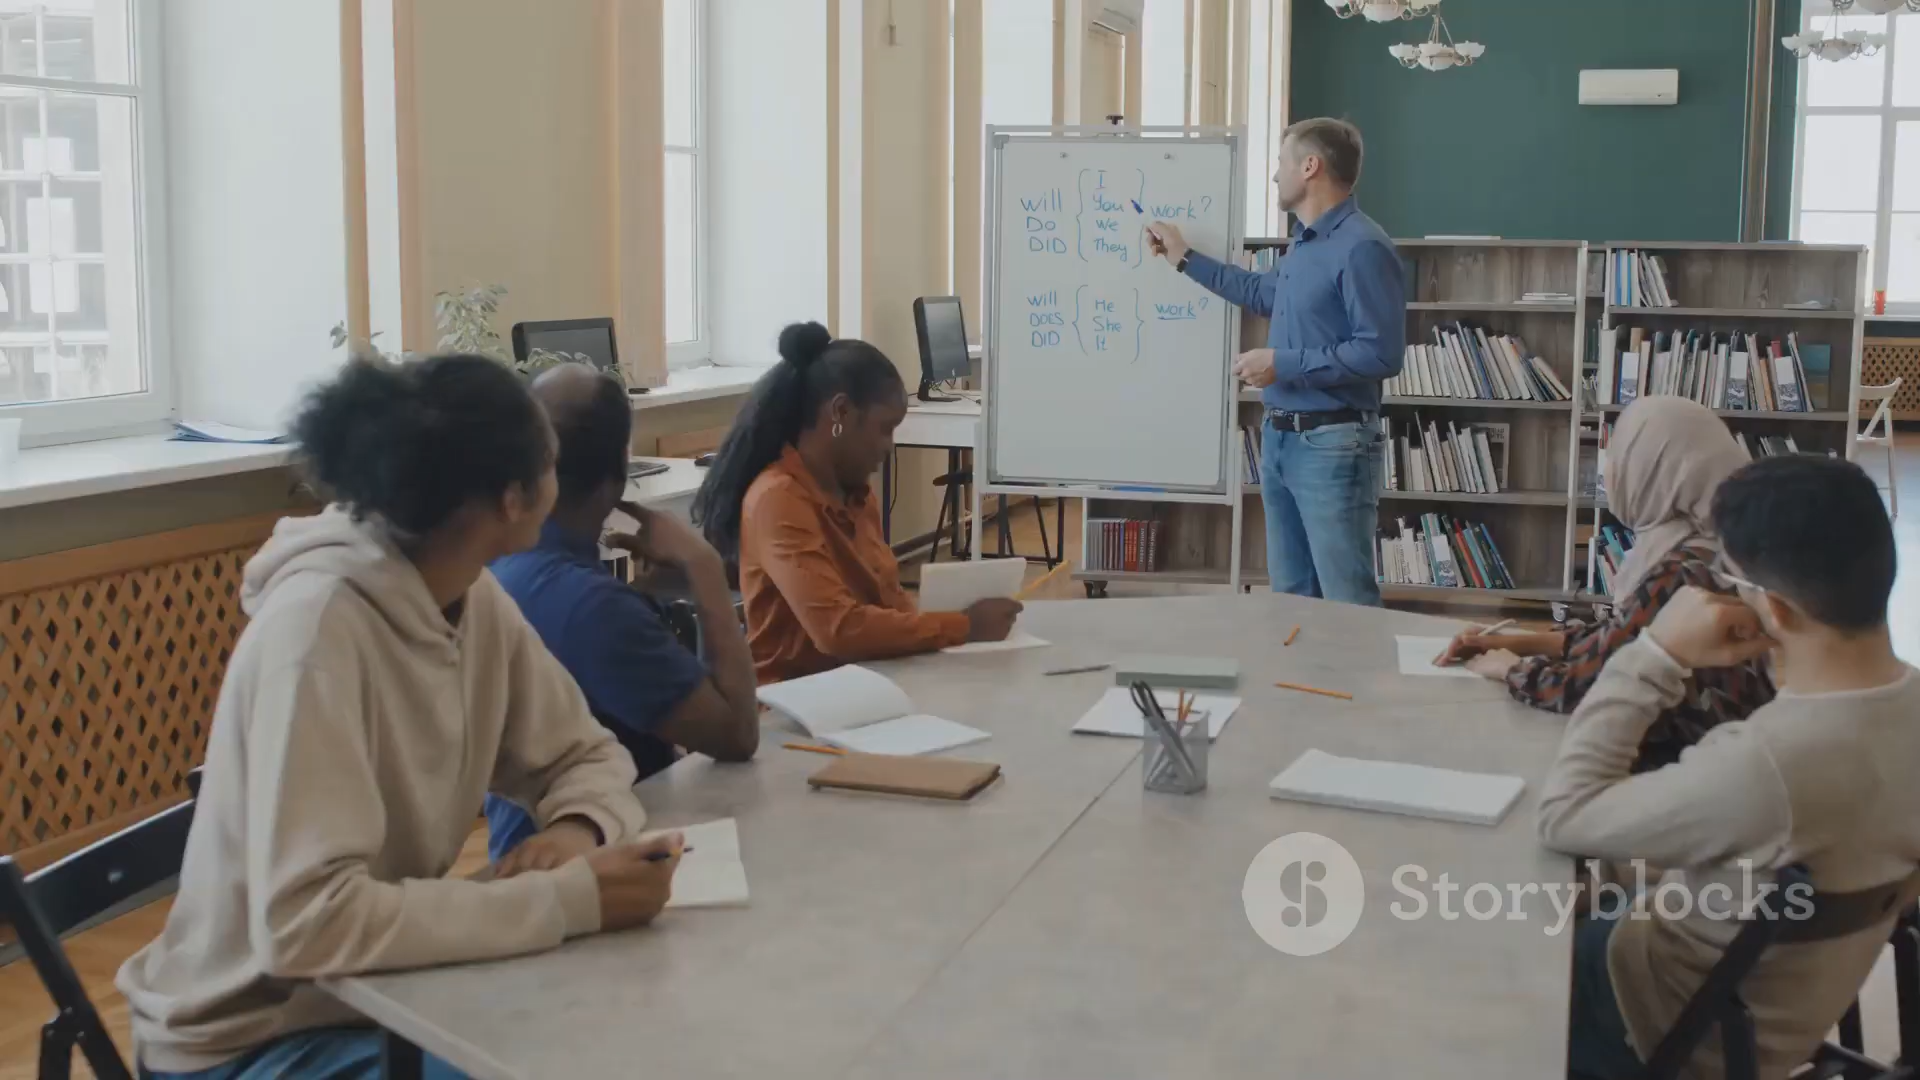 I
Will You work?
Do We
DID They
Will He work?
DOES She
DID It
Storyblocks